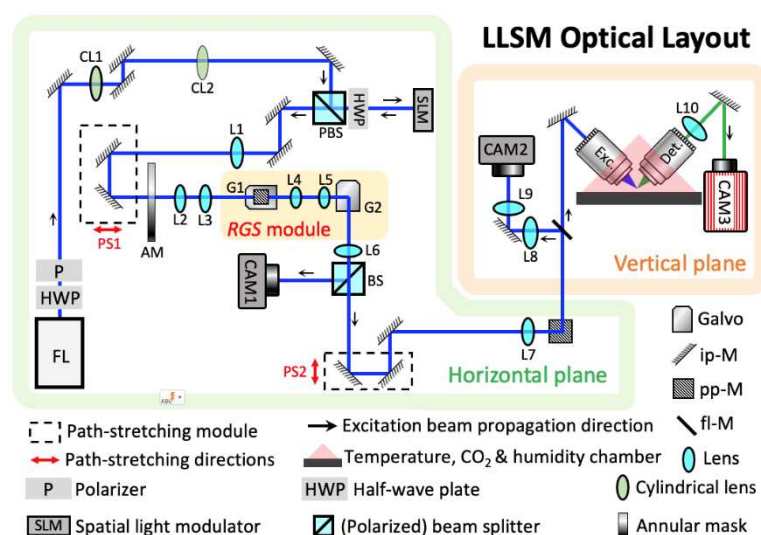 LLSM Optical Layout
CL1
CL2
PBS
HWP
SLM
L1
PS1
AM
L2
L3
G1
L4
L5
G2
RGS module
L6
CAM1
BS
PS2
L7
P
HWP
FL
Horizontal plane
CAM2
L9
L8
Exc.
Det.
L10
CAM3
Vertical plane
ABC
Galvo
ip-M
pp-M
fl-M
Path-stretching module
Excitation beam propagation direction
Path-stretching directions
Temperature, CO2 & humidity chamber
Lens
P
Polarizer
HWP
Half-wave plate
Cylindrical lens
SLM
Spatial light modulator
(Polarized) beam splitter
Annular mask